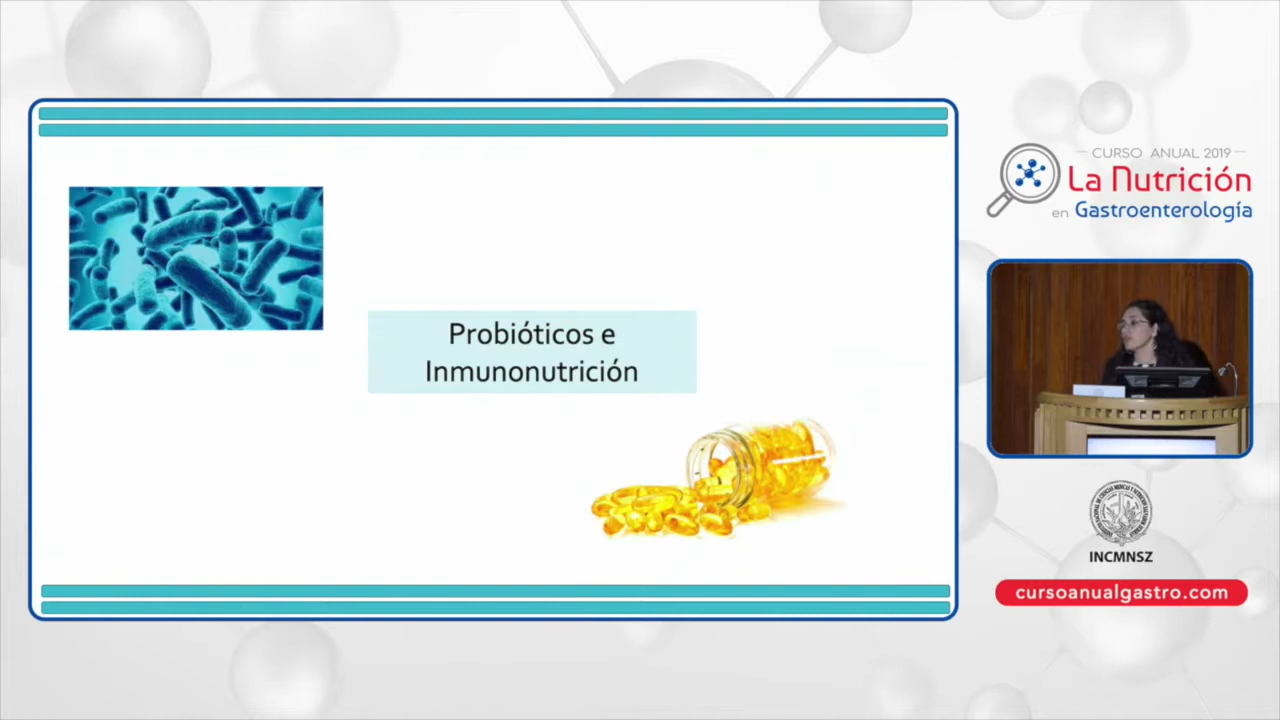 Probióticos e
Inmunonutrición
CURSO ANUAL 2019
La Nutrición
en Gastroenterología
INCMNSZ
cursoanualgastro.com